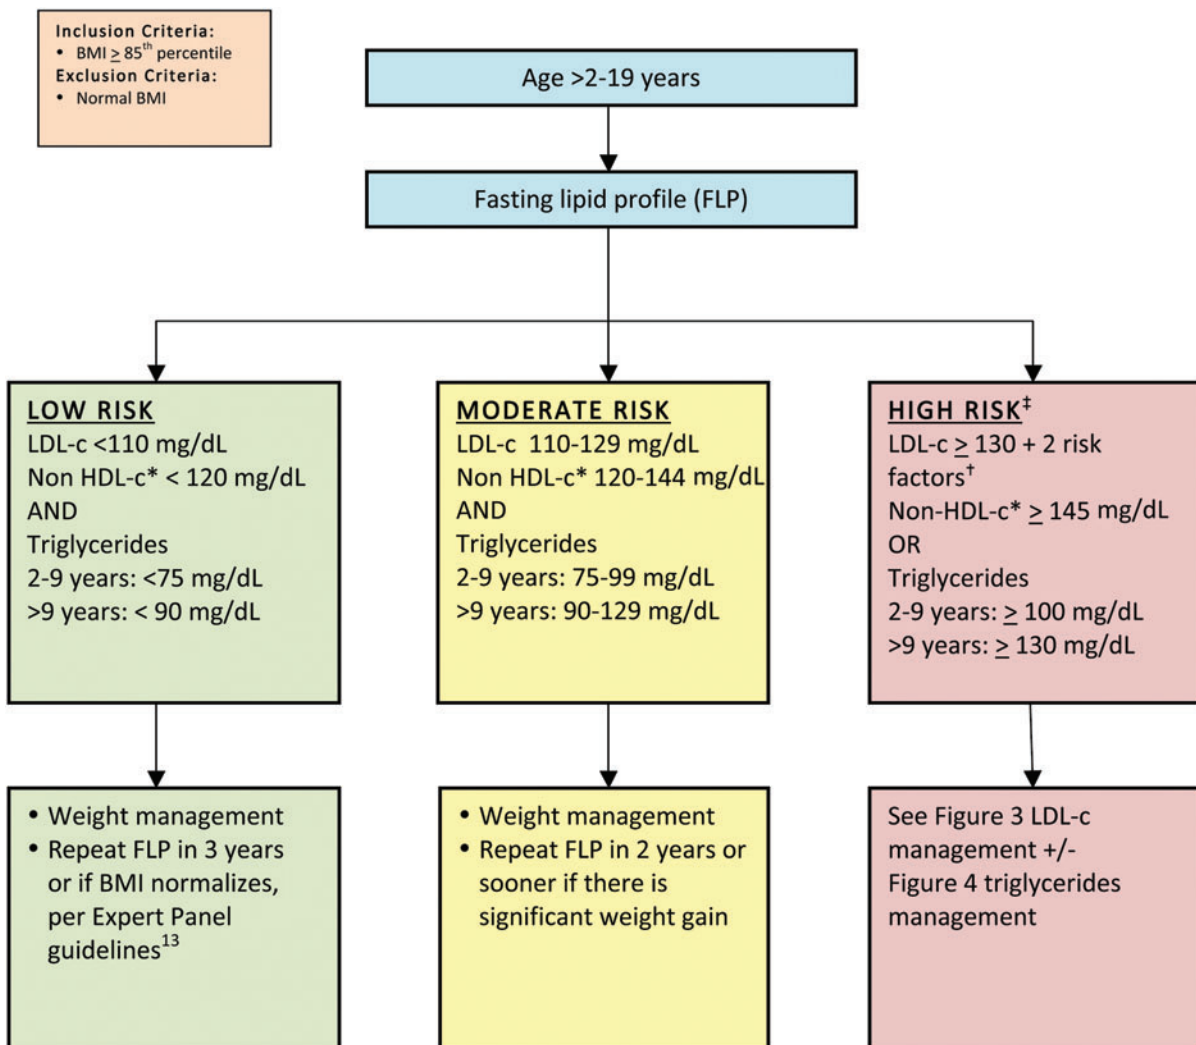 Inclusion Criteria:
• BMI ≥ 85th percentile
Exclusion Criteria:
• Normal BMI
Age >2-19 years
Fasting lipid profile (FLP)
LOW RISK
LDL-c <110 mg/dL
Non HDL-c* < 120 mg/dL
AND
Triglycerides
2-9 years: <75 mg/dL
>9 years: < 90 mg/dL
MODERATE RISK
LDL-c 110-129 mg/dL
Non HDL-c* 120-144 mg/dL
AND
Triglycerides
2-9 years: 75-99 mg/dL
>9 years: 90-129 mg/dL
HIGH RISK‡
LDL-c ≥ 130 + 2 risk
factors†
Non-HDL-c* ≥ 145 mg/dL
OR
Triglycerides
2-9 years: ≥ 100 mg/dL
>9 years: ≥ 130 mg/dL
• Weight management
• Repeat FLP in 3 years
or if BMI normalizes,
per Expert Panel
guidelines13
• Weight management
• Repeat FLP in 2 years or
sooner if there is
significant weight gain
See Figure 3 LDL-c
management +/-
Figure 4 triglycerides
management